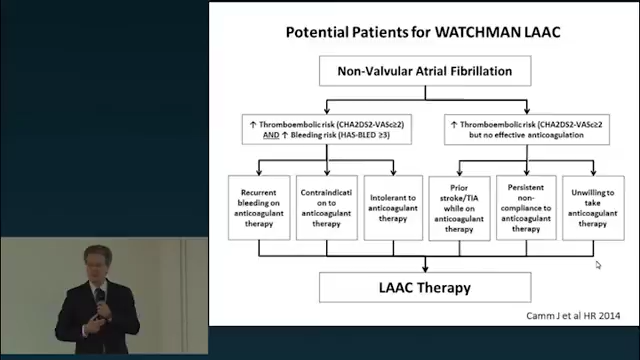 Potential Patients for WATCHMAN LAAC
Non-Valvular Atrial Fibrillation
↑ Thromboembolic risk (CHA2DS2-VASc≥2)
AND ↑ Bleeding risk (HAS-BLED ≥3)
↑ Thromboembolic risk (CHA2DS2-VASc≥2
but no effective anticoagulation
Recurrent
bleeding on
anticoagulant
therapy
Contraindicati
on to
anticoagulant
therapy
Intolerant to
anticoagulant
therapy
Prior
stroke/TIA
while on
anticoagulant
therapy
Persistent
non-
compliance to
anticoagulant
therapy
Unwilling to
take
anticoagulant
therapy
LAAC Therapy
Camm J et al HR 2014